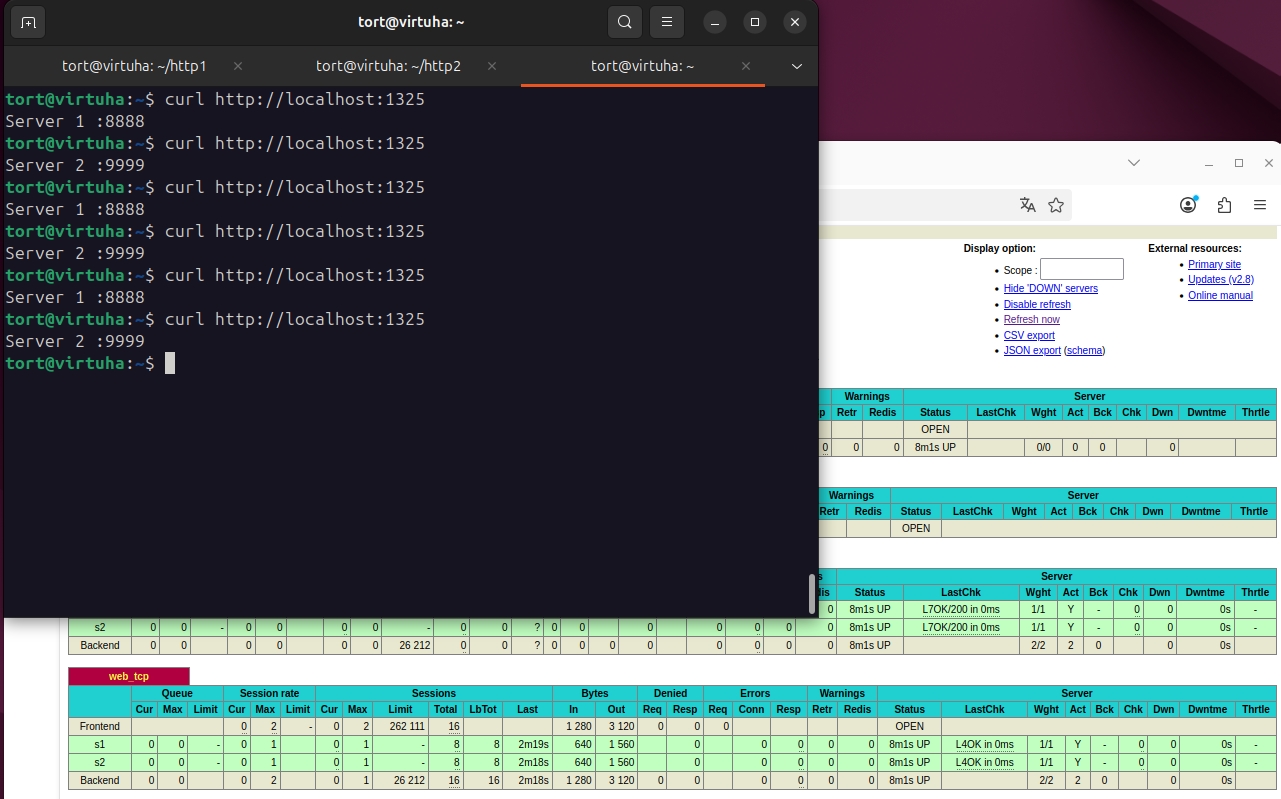 tort@virtuha: ~
tort@virtuha: ~/http1
tort@virtuha: ~/http2
tort@virtuha: ~
tort@virtuha:~$ curl http://localhost:1325
Server 1 :8888
tort@virtuha:~$ curl http://localhost:1325
Server 2 :9999
tort@virtuha:~$ curl http://localhost:1325
Server 1 :8888
tort@virtuha:~$ curl http://localhost:1325
Server 2 :9999
tort@virtuha:~$ curl http://localhost:1325
Server 1 :8888
tort@virtuha:~$ curl http://localhost:1325
Server 2 :9999
tort@virtuha:~$
Display option: External resources:
• Scope :
• Hide 'DOWN' servers
• Disable refresh
• Refresh now
• CSV export
• JSON export (schema)
• Primary site
• Updates (v2.8)
• Online manual
Warnings Server
p Retr Redis Status LastChk Wght Act Bck Chk Dwn Dwntme Thrtle
OPEN
0 0 0 8m1s UP 0/0 0 0 0
Warnings Server
Retr Redis Status LastChk Wght Act Bck Chk Dwn Dwntme Thrtle
OPEN
s Server
dis Status LastChk Wght Act Bck Chk Dwn Dwntme Thrtle
0 8m1s UP L7OK/200 in 0ms 1/1 Y - 0 0 0s -
s2 0 0 - 0 0 0 0 0 - 0 0 ? 0 0 0 0 0 0 0 8m1s UP L7OK/200 in 0ms 1/1 Y - 0 0 0s -
Backend 0 0 0 0 0 0 26 212 0 0 ? 0 0 0 0 0 0 0 0 8m1s UP 2/2 2 0 0 0s
web_tcp
Queue Session rate Sessions Bytes Denied Errors Warnings Server
Cur Max Limit Cur Max Limit Cur Max Limit Total LbTot Last In Out Req Resp Req Conn Resp Retr Redis Status LastChk Wght Act Bck Chk Dwn Dwntme Thrtle
Frontend 0 2 - 0 2 262 111 16 1 280 3 120 0 0 0 OPEN
s1 0 0 - 0 1 0 1 - 8 8 2m19s 640 1 560 0 0 0 0 0 8m1s UP L4OK in 0ms 1/1 Y - 0 0 0s -
s2 0 0 - 0 1 0 1 - 8 8 2m18s 640 1 560 0 0 0 0 0 8m1s UP L4OK in 0ms 1/1 Y - 0 0 0s -
Backend 0 0 0 2 0 1 26 212 16 16 2m18s 1 280 3 120 0 0 0 0 0 0 8m1s UP 2/2 2 0 0 0s